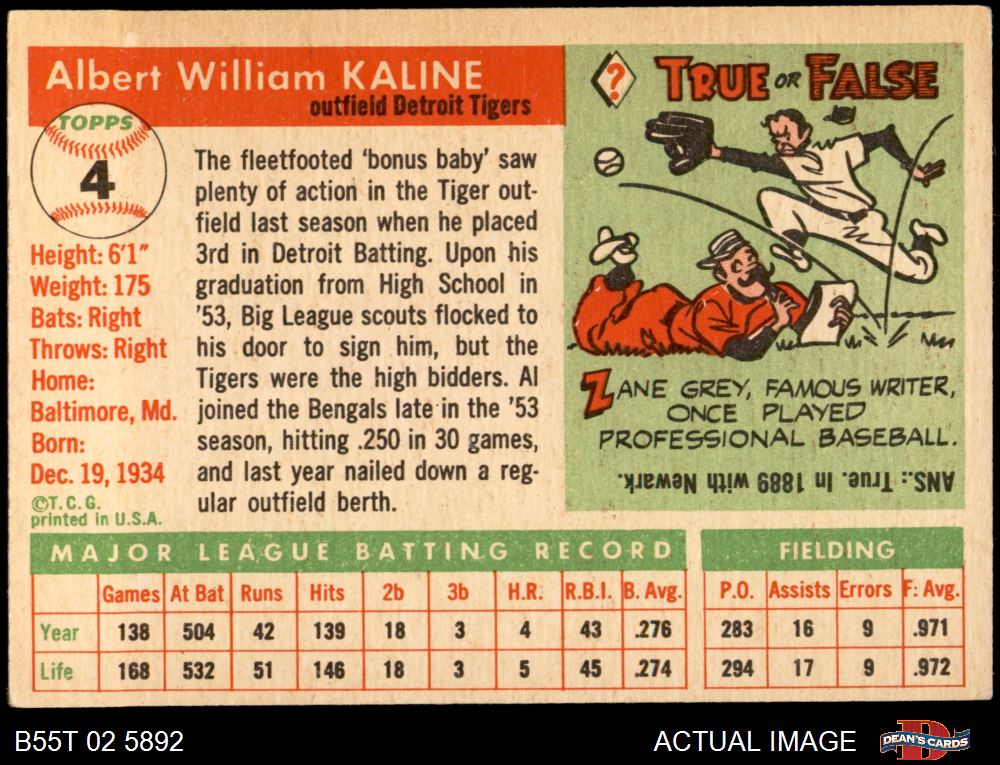 Albert William KALINE
outfield Detroit Tigers
TOPPS
4
Height: 6'1"
Weight: 175
Bats: Right
Throws: Right
Home:
Baltimore, Md.
Born:
Dec. 19, 1934
©T. C. G.
printed in U.S.A.
The fleetfooted 'bonus baby' saw
plenty of action in the Tiger out-
field last season when he placed
3rd in Detroit Batting. Upon his
graduation from High School in
'53, Big League scouts flocked to
his door to sign him, but the
Tigers were the high bidders. Al
joined the Bengals late in the '53
season, hitting .250 in 30 games,
and last year nailed down a reg-
ular outfield berth.
? TRUE OR FALSE
ZANE GREY, FAMOUS WRITER,
ONCE PLAYED
PROFESSIONAL BASEBALL.
ANS.: True. In 1889 with Newark.
MAJOR LEAGUE BATTING RECORD
Games At Bat Runs Hits 2b 3b H.R. R.B.I. B. Avg.
Year 138 504 42 139 18 3 4 43 .276
Life 168 532 51 146 18 3 5 45 .274
FIELDING
P.O. Assists Errors F. Avg.
283 16 9 .971
294 17 9 .972
B55T 02 5892
ACTUAL IMAGE
D
DEAN'S CARDS